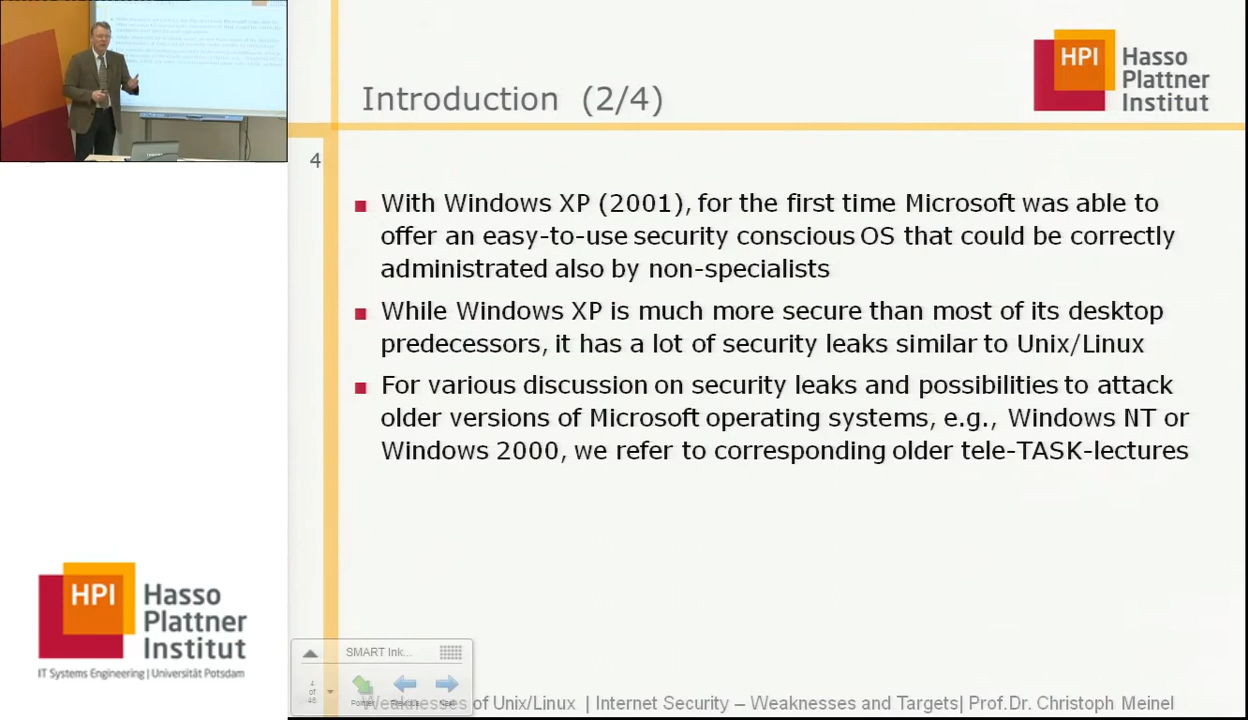 Introduction (2/4)
HPI Hasso
Plattner
Institut
4
With Windows XP (2001), for the first time Microsoft was able to
offer an easy-to-use security conscious OS that could be correctly
administrated also by non-specialists
While Windows XP is much more secure than most of its desktop
predecessors, it has a lot of security leaks similar to Unix/Linux
For various discussion on security leaks and possibilities to attack
older versions of Microsoft operating systems, e.g., Windows NT or
Windows 2000, we refer to corresponding older tele-TASK-lectures
HPI Hasso
Plattner
Institut
IT Systems Engineering | Universität Potsdam
SMART Ink...
4
of
48
Weaknesses of Unix/Linux | Internet Security – Weaknesses and Targets| Prof.Dr. Christoph Meinel